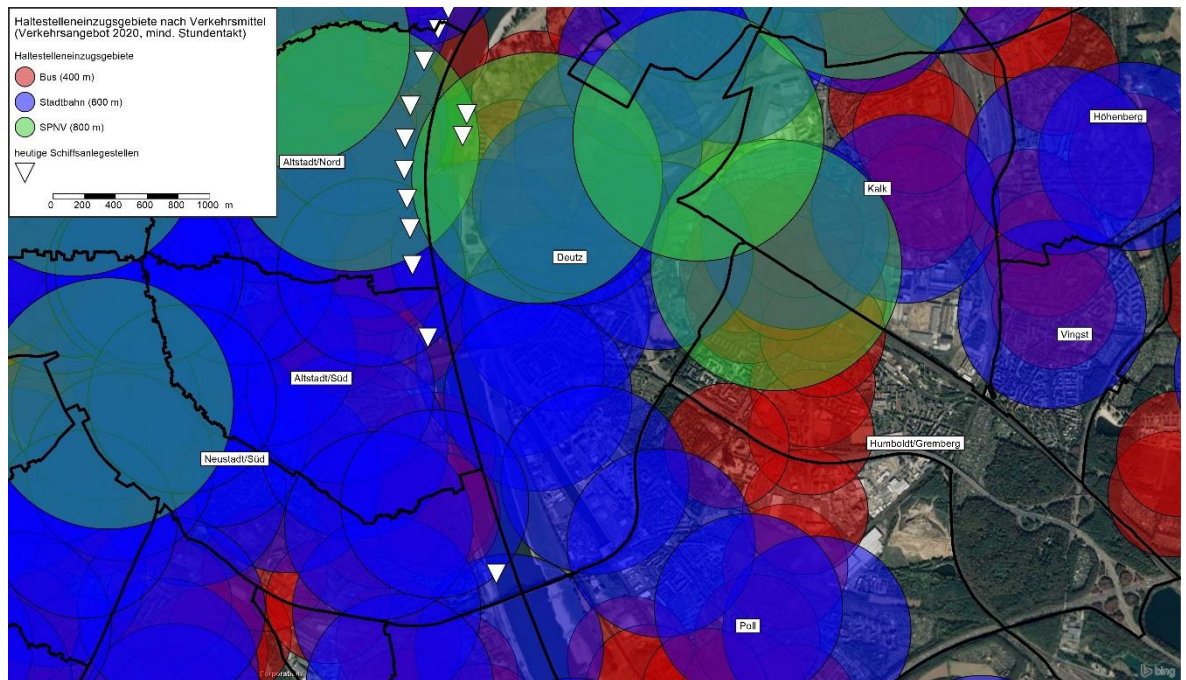 Haltestelleneinzugsgebiete nach Verkehrsmittel
(Verkehrsangebot 2020, mind. Stundentakt)
Haltestelleneinzugsgebiete
Bus (400 m)
Stadtbahn (600 m)
SPNV (800 m)
heutige Schiffsanlegestellen
0 200 400 600 800 1000 m
Altstadt/Nord
Höhenberg
Kalk
Deutz
Vingst
Altstadt/Süd
Humboldt/Gremberg
Neustadt/Süd
Poll
bing